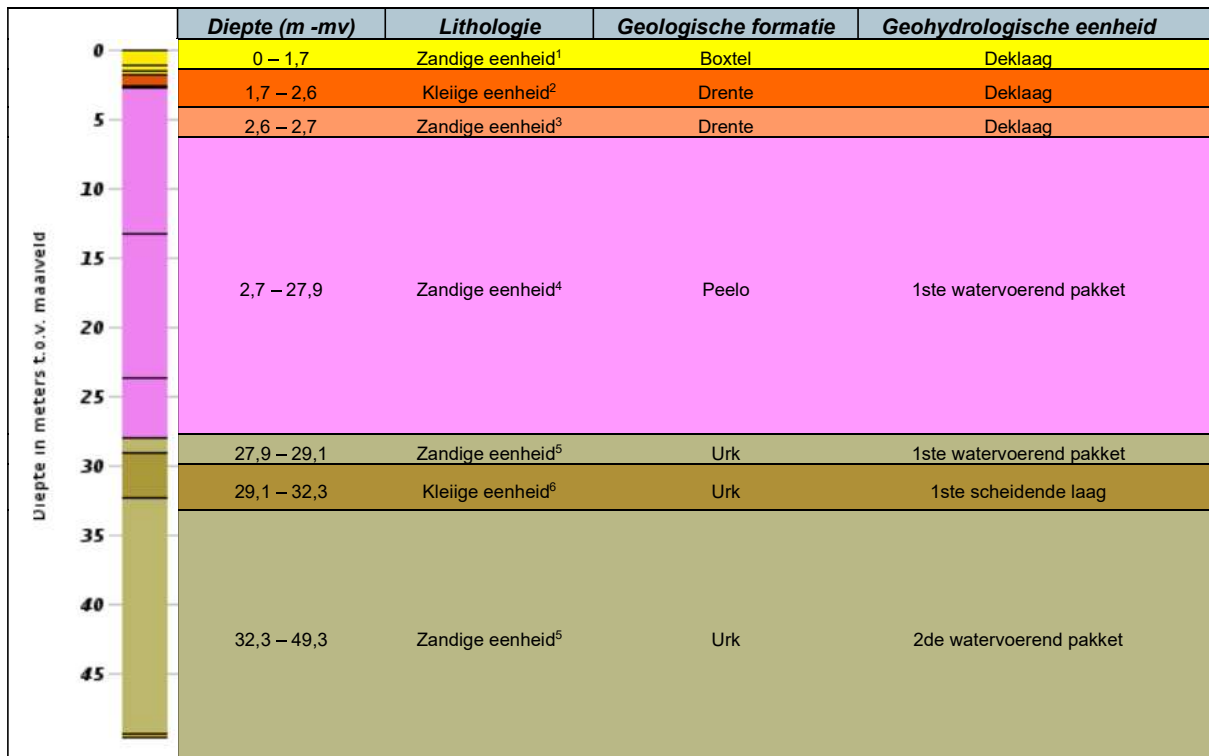 Diepte (m -mv) Lithologie Geologische formatie Geohydrologische eenheid
0 – 1,7 Zandige eenheid¹ Boxtel Deklaag
1,7 – 2,6 Kleiige eenheid² Drente Deklaag
2,6 – 2,7 Zandige eenheid³ Drente Deklaag
2,7 – 27,9 Zandige eenheid⁴ Peelo 1ste watervoerend pakket
27,9 – 29,1 Zandige eenheid⁵ Urk 1ste watervoerend pakket
29,1 – 32,3 Kleiige eenheid⁶ Urk 1ste scheidende laag
32,3 – 49,3 Zandige eenheid⁵ Urk 2de watervoerend pakket
Diepte in meters t.o.v. maaiveld
0
5
10
15
20
25
30
35
40
45